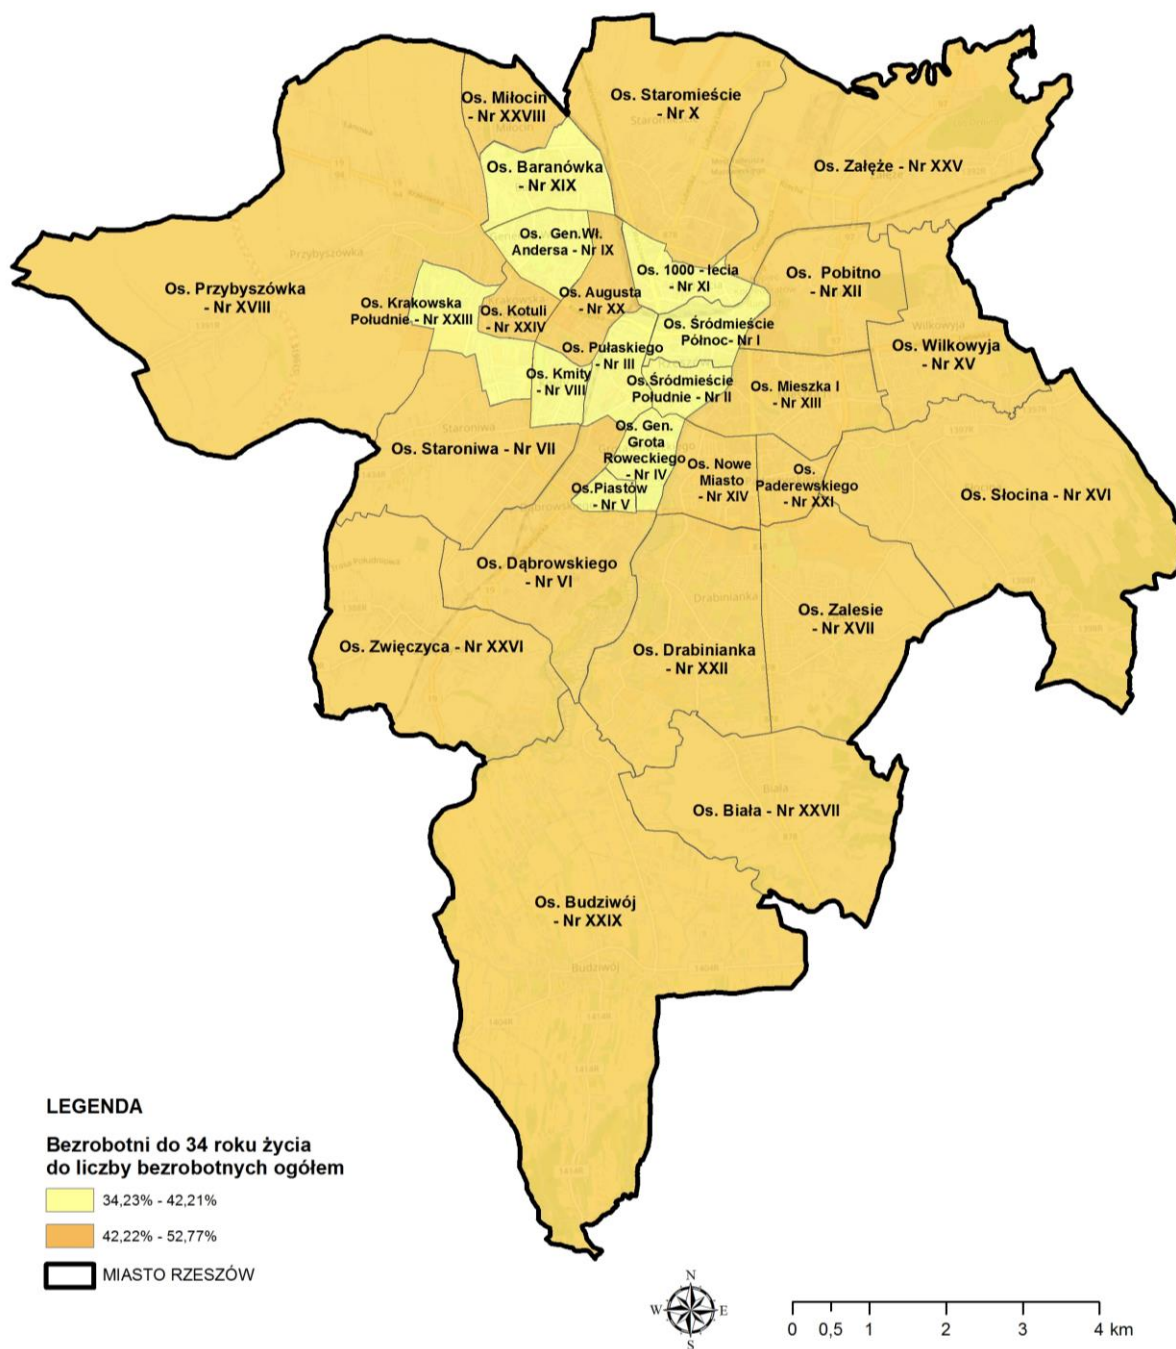 Os. Miłocin
- Nr XXVIII
Os. Staromieście
- Nr X
Os. Baranówka
- Nr XIX
Os. Załęże - Nr XXV
Os. Gen.Wł.
Andersa - Nr IX
Os. 1000 - lecia
- Nr XI
Os. Pobitno
- Nr XII
Os. Przybyszówka
- Nr XVIII
Os. Krakowska
Południe - Nr XXIII
Os. Kotuli
- Nr XXIV
Os. Augusta
- Nr XX
Os. Śródmieście
Północ- Nr I
Os. Wilkowyja
- Nr XV
Os. Pułaskiego
- Nr III
Os. Kmity
- Nr VIII
Os.Śródmieście
Południe - Nr II
Os. Mieszka I
- Nr XIII
Os. Staroniwa - Nr VII
Os. Gen.
Grota
Roweckiego
- Nr IV
Os. Nowe
Miasto
- Nr XIV
Os.
Paderewskiego
- Nr XXI
Os.Piastów
- Nr V
Os. Słocina - Nr XVI
Os. Dąbrowskiego
- Nr VI
Os. Zalesie
- Nr XVII
Os. Zwięczyca - Nr XXVI
Os. Drabinianka
- Nr XXII
Os. Biała - Nr XXVII
Os. Budziwój
- Nr XXIX
Przybyszówka
Staroniwa
Drabinianka
Biała
Budziwój
LEGENDA
Bezrobotni do 34 roku życia
do liczby bezrobotnych ogółem
34,23% - 42,21%
42,22% - 52,77%
MIASTO RZESZÓW
N
W E
S
0 0,5 1 2 3 4 km